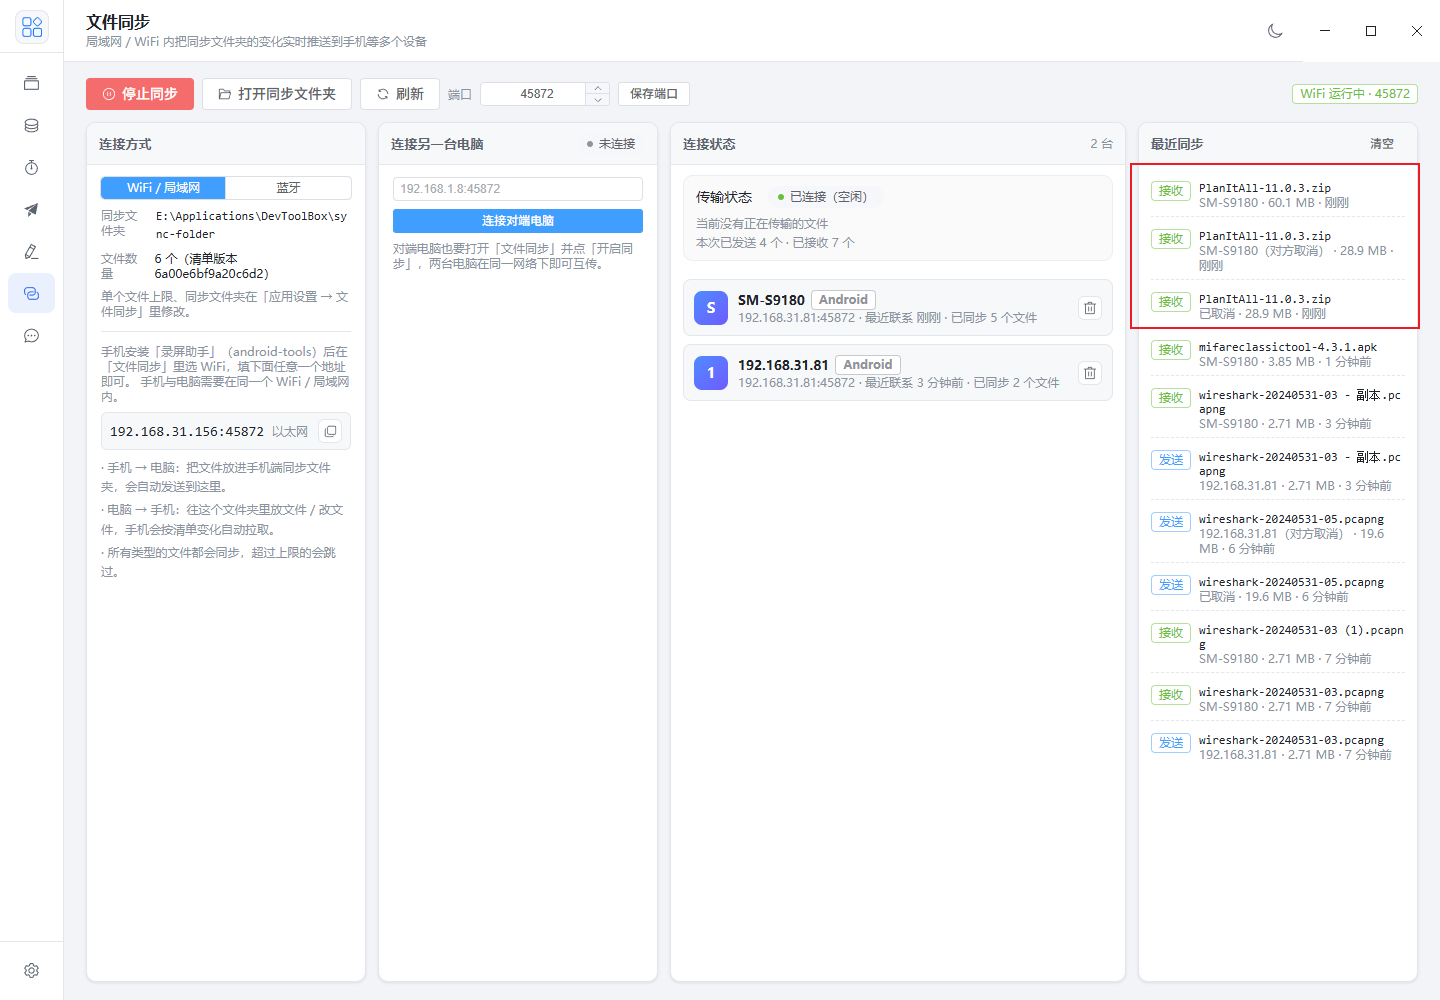 文件同步
局域网 / WiFi 内把同步文件夹的变化实时推送到手机等多个设备
停止同步
打开同步文件夹
刷新
端口
45872
保存端口
WiFi 运行中 · 45872
连接方式
WiFi / 局域网
蓝牙
同步文件夹
E:\Applications\DevToolBox\sync-folder
文件数量
6 个（清单版本 6a00e6bf9a20c6d2）
单个文件上限、同步文件夹在「应用设置 → 文件同步」里修改。
手机安装「录屏助手」（android-tools）后在「文件同步」里选 WiFi，填下面任意一个地址即可。 手机与电脑需要在同一个 WiFi / 局域网内。
192.168.31.156:45872 以太网
· 手机 → 电脑：把文件放进手机端同步文件夹，会自动发送到这里。
· 电脑 → 手机：往这个文件夹里放文件 / 改文件，手机会按清单变化自动拉取。
· 所有类型的文件都会同步，超过上限的会跳过。
连接另一台电脑
未连接
192.168.1.8:45872
连接对端电脑
对端电脑也要打开「文件同步」并点「开启同步」，两台电脑在同一网络下即可互传。
连接状态
2 台
传输状态
已连接（空闲）
当前没有正在传输的文件
本次已发送 4 个 · 已接收 7 个
S
SM-S9180 Android
192.168.31.81:45872 · 最近联系 刚刚 · 已同步 5 个文件
1
192.168.31.81 Android
192.168.31.81:45872 · 最近联系 3 分钟前 · 已同步 2 个文件
最近同步
清空
接收
PlanItAll-11.0.3.zip
SM-S9180 · 60.1 MB · 刚刚
接收
PlanItAll-11.0.3.zip
SM-S9180（对方取消） · 28.9 MB ·
刚刚
接收
PlanItAll-11.0.3.zip
已取消 · 28.9 MB · 刚刚
接收
mifareclassictool-4.3.1.apk
SM-S9180 · 3.85 MB · 1 分钟前
接收
wireshark-20240531-03 - 副本.pc
apng
SM-S9180 · 2.71 MB · 3 分钟前
发送
wireshark-20240531-03 - 副本.pc
apng
192.168.31.81 · 2.71 MB · 3 分钟前
发送
wireshark-20240531-05.pcapng
192.168.31.81（对方取消） · 19.6
MB · 6 分钟前
发送
wireshark-20240531-05.pcapng
已取消 · 19.6 MB · 6 分钟前
接收
wireshark-20240531-03 (1).pcapn
g
SM-S9180 · 2.71 MB · 7 分钟前
接收
wireshark-20240531-03.pcapng
SM-S9180 · 2.71 MB · 7 分钟前
发送
wireshark-20240531-03.pcapng
192.168.31.81 · 2.71 MB · 7 分钟前